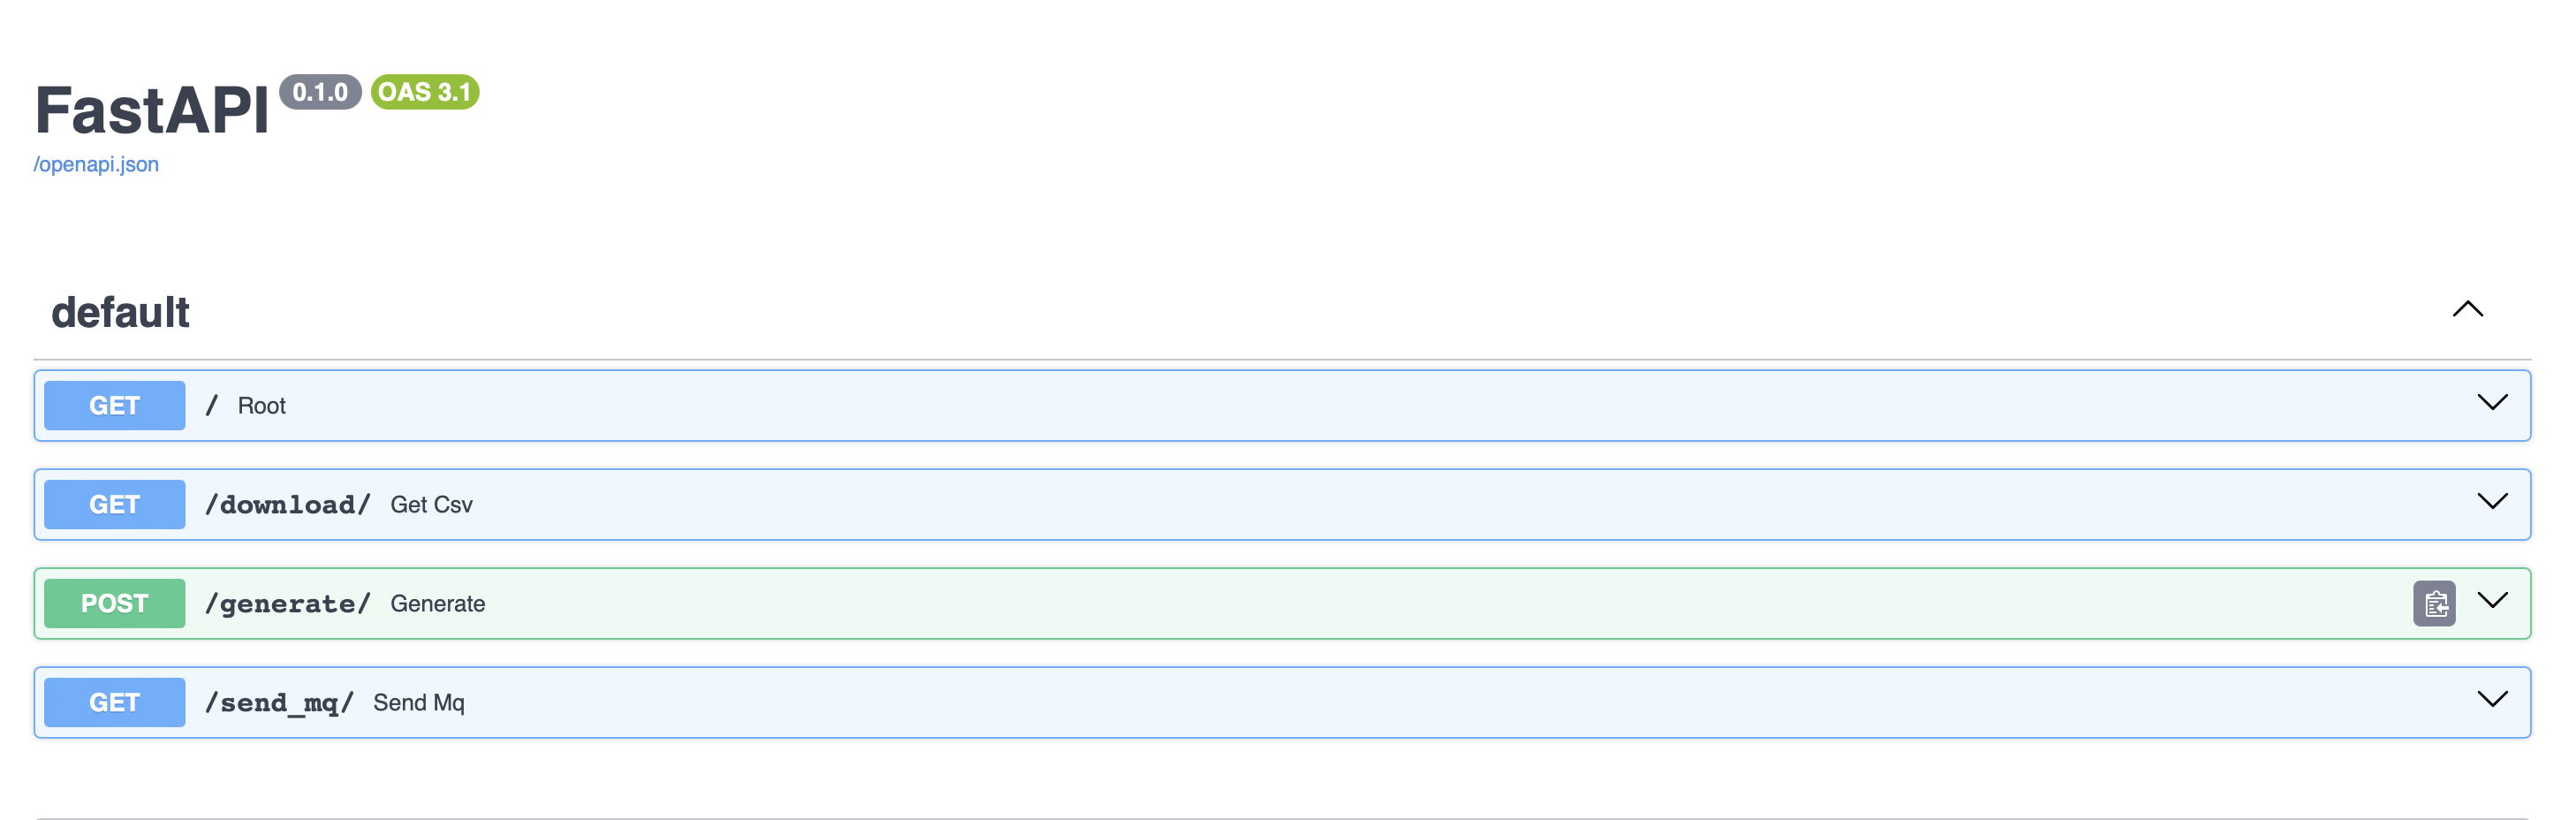 FastAPI 0.1.0 OAS 3.1
/openapi.json
default
GET / Root
GET /download/ Get Csv
POST /generate/ Generate
GET /send_mq/ Send Mq